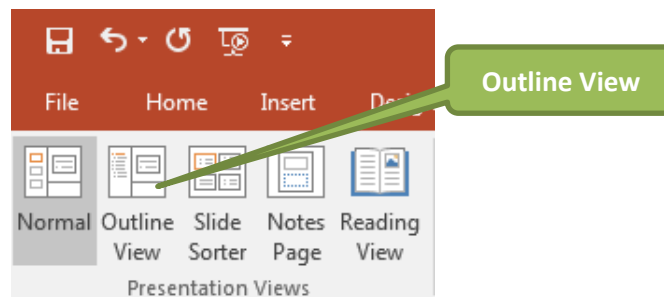 Outline View
File Home Insert
Normal Outline View Slide Sorter Notes Page Reading View
Presentation Views